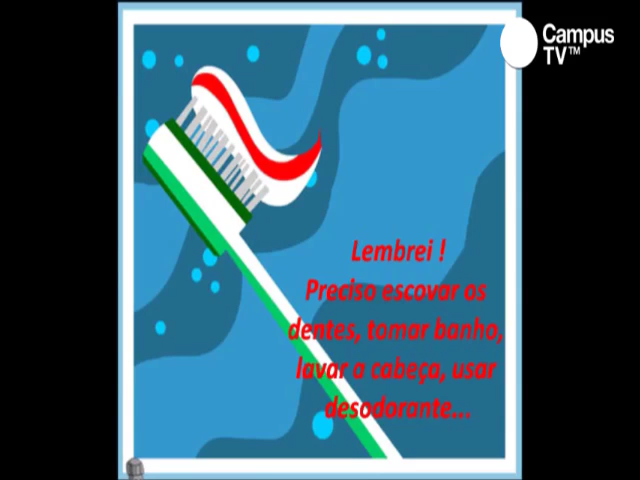 Campus
TV™
Lembrei !
Preciso escovar os
dentes, tomar banho,
lavar a cabeça, usar
desodorante...